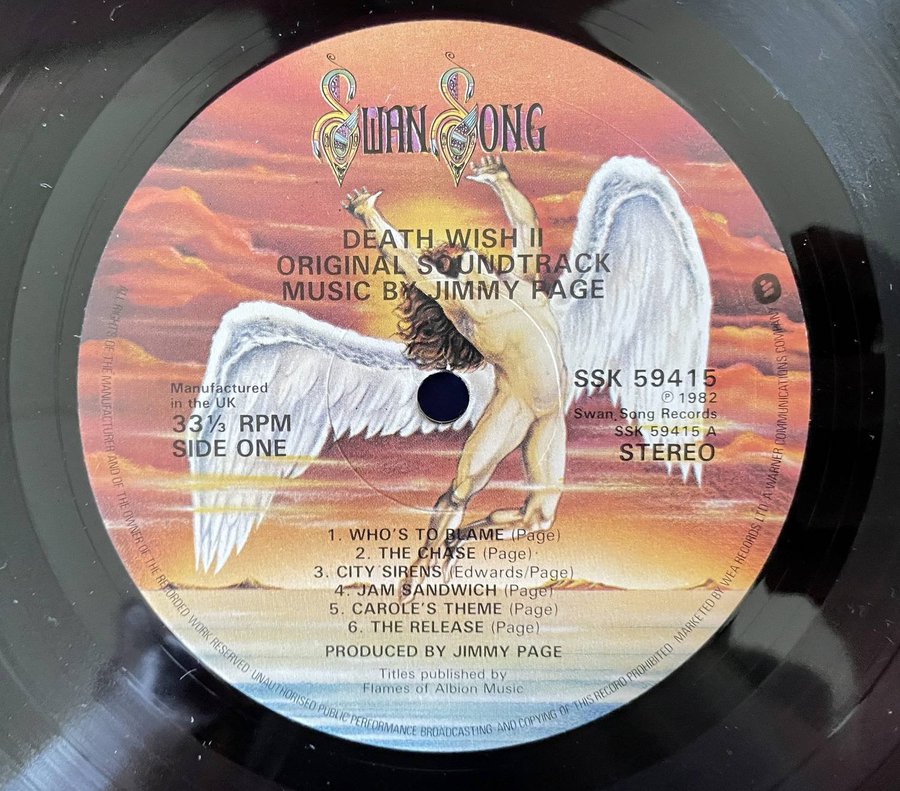 SWAN SONG
DEATH WISH II
ORIGINAL SOUNDTRACK
MUSIC BY JIMMY PAGE
Manufactured
in the UK
33⅓ RPM
SIDE ONE
SSK 59415
℗ 1982
Swan Song Records
SSK 59415 A
STEREO
1. WHO'S TO BLAME (Page)
2. THE CHASE (Page)
3. CITY SIRENS (Edwards/Page)
4. JAM SANDWICH (Page)
5. CAROLE'S THEME (Page)
6. THE RELEASE (Page)
PRODUCED BY JIMMY PAGE
Titles published by
Flames of Albion Music
ALL RIGHTS OF THE MANUFACTURER AND OF THE OWNER OF THE RECORDED WORK RESERVED UNAUTHORISED PUBLIC PERFORMANCE BROADCASTING AND COPYING OF THIS RECORD PROHIBITED MARKETED BY WEA RECORDS LTD. A WARNER COMMUNICATIONS COMPANY